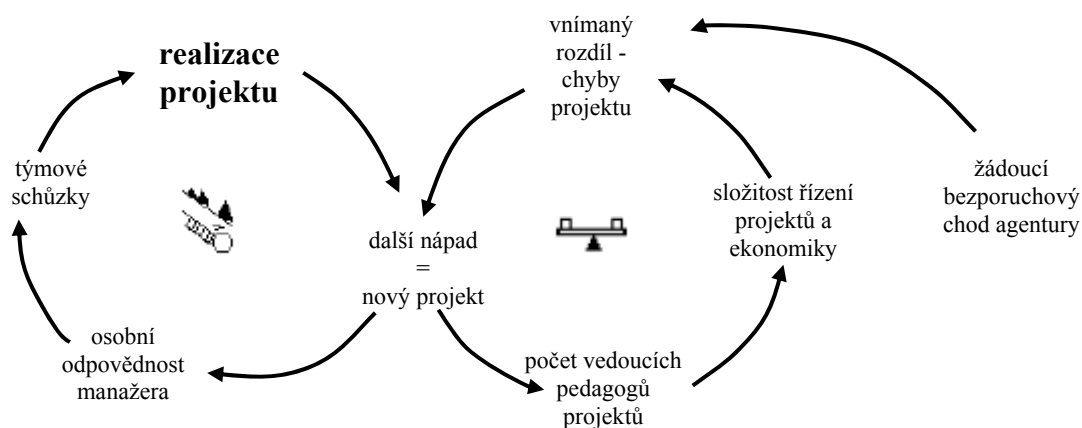 realizace
projektu
vnímaný
rozdíl -
chyby
projektu
týmové
schůzky
složitost řízení
projektů a
ekonomiky
žádoucí
bezporuchový
chod agentury
další nápad
=
nový projekt
osobní
odpovědnost
manažera
počet vedoucích
pedagogů
projektů